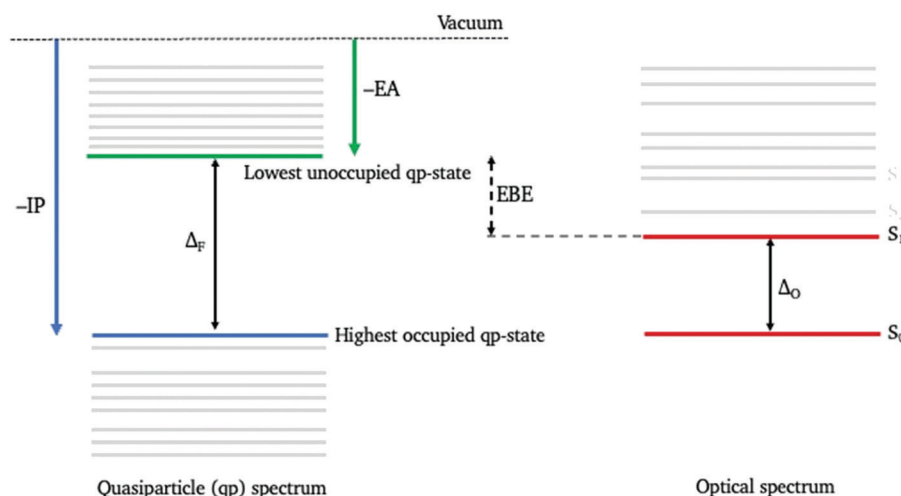 Vacuum
–EA
Lowest unoccupied qp-state
–IP
EBE
Δ_F
S₁
Δ_O
Highest occupied qp-state
Quasiparticle (qp) spectrum
Optical spectrum